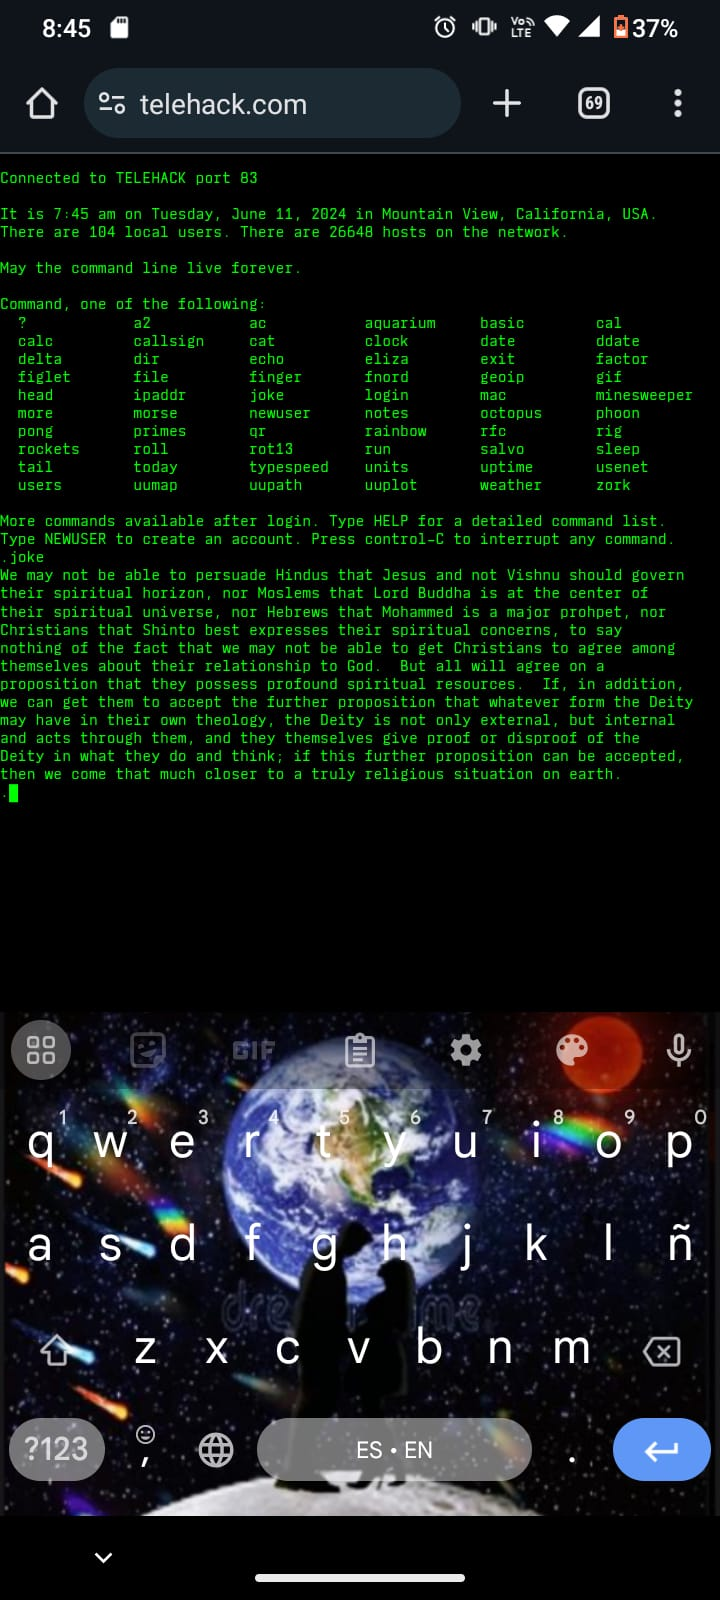 8:45 Vo LTE 37%
telehack.com 69
Connected to TELEHACK port 83
It is 7:45 am on Tuesday, June 11, 2024 in Mountain View, California, USA.
There are 104 local users. There are 26648 hosts on the network.
May the command line live forever.
Command, one of the following:
? a2 ac aquarium basic cal
calc callsign cat clock date ddate
delta dir echo eliza exit factor
figlet file finger fnord geoip gif
head ipaddr joke login mac minesweeper
more morse newuser notes octopus phoon
pong primes qr rainbow rfc rig
rockets roll rot13 run salvo sleep
tail today typespeed units uptime usenet
users uumap uupath uuplot weather zork
More commands available after login. Type HELP for a detailed command list.
Type NEWUSER to create an account. Press control-C to interrupt any command.
.joke
We may not be able to persuade Hindus that Jesus and not Vishnu should govern
their spiritual horizon, nor Moslems that Lord Buddha is at the center of
their spiritual universe, nor Hebrews that Mohammed is a major prohpet, nor
Christians that Shinto best expresses their spiritual concerns, to say
nothing of the fact that we may not be able to get Christians to agree among
themselves about their relationship to God.  But all will agree on a
proposition that they possess profound spiritual resources.  If, in addition,
we can get them to accept the further proposition that whatever form the Deity
may have in their own theology, the Deity is not only external, but internal
and acts through them, and they themselves give proof or disproof of the
Deity in what they do and think; if this further proposition can be accepted,
then we come that much closer to a truly religious situation on earth.
.
GIF
1 2 3 4 5 6 7 8 9 0
q w e r t y u i o p
a s d f g h j k l ñ
z x c v b n m
?123 , ES • EN .